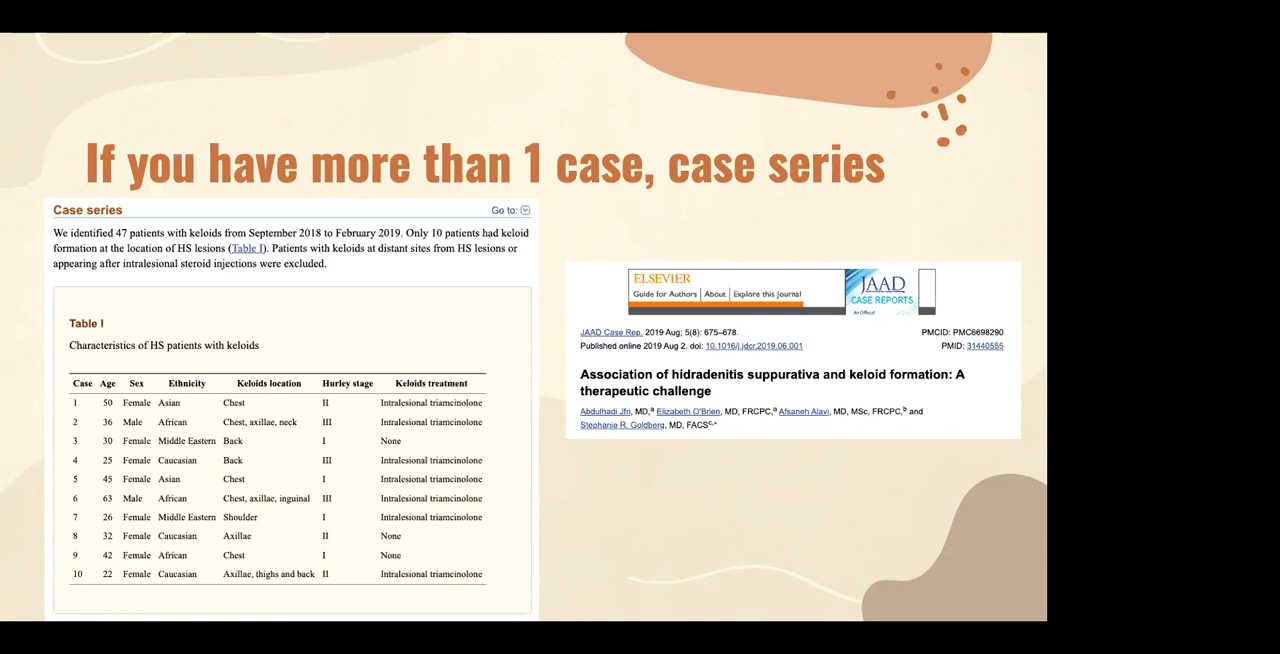 If you have more than 1 case, case series
Case series
Go to:
We identified 47 patients with keloids from September 2018 to February 2019. Only 10 patients had keloid
formation at the location of HS lesions (Table I). Patients with keloids at distant sites from HS lesions or
appearing after intralesional steroid injections were excluded.
Table I
Characteristics of HS patients with keloids
Case Age Sex Ethnicity Keloids location Hurley stage Keloids treatment
1 50 Female Asian Chest II Intralesional triamcinolone
2 36 Male African Chest, axillae, neck III Intralesional triamcinolone
3 30 Female Middle Eastern Back I None
4 25 Female Caucasian Back III Intralesional triamcinolone
5 45 Female Asian Chest I Intralesional triamcinolone
6 63 Male African Chest, axillae, inguinal III Intralesional triamcinolone
7 26 Female Middle Eastern Shoulder I Intralesional triamcinolone
8 32 Female Caucasian Axillae II None
9 42 Female African Chest I None
10 22 Female Caucasian Axillae, thighs and back II Intralesional triamcinolone
ELSEVIER
Guide for Authors | About | Explore this Journal
JAAD
CASE REPORTS
An Official
JAAD Case Rep. 2019 Aug; 5(8): 675–678.
PMCID: PMC6698290
Published online 2019 Aug 2. doi: 10.1016/j.jdcr.2019.06.001
PMID: 31440555
Association of hidradenitis suppurativa and keloid formation: A
therapeutic challenge
Abdulhadi Jfri, MD,a Elizabeth O'Brien, MD, FRCPC,a Afsaneh Alavi, MD, MSc, FRCPC,b and
Stephanie R. Goldberg, MD, FACSc,*